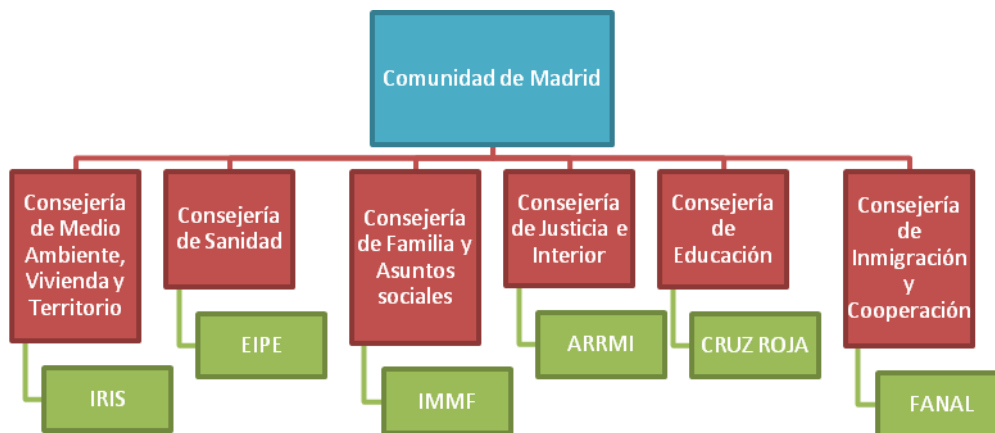 Comunidad de Madrid
Consejería
de Medio
Ambiente,
Vivienda y
Territorio
Consejería
de Sanidad
Consejería
de Familia y
Asuntos
sociales
Consejería
de Justicia e
Interior
Consejería
de
Educación
Consejería
de
Inmigración
y
Cooperación
IRIS
EIPE
IMMF
ARRMI
CRUZ ROJA
FANAL